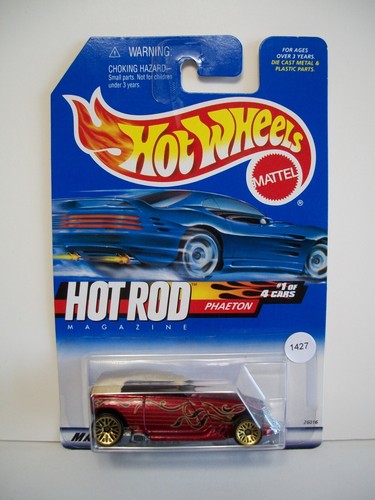 WARNING:
CHOKING HAZARD-
Small parts. Not for children
under 3 years.
FOR AGES
OVER 3 YEARS.
DIE CAST METAL &
PLASTIC PARTS.
HOT WHEELS
MATTEL
HOT ROD™
MAGAZINE
PHAETON
#1 OF
4 CARS
1427